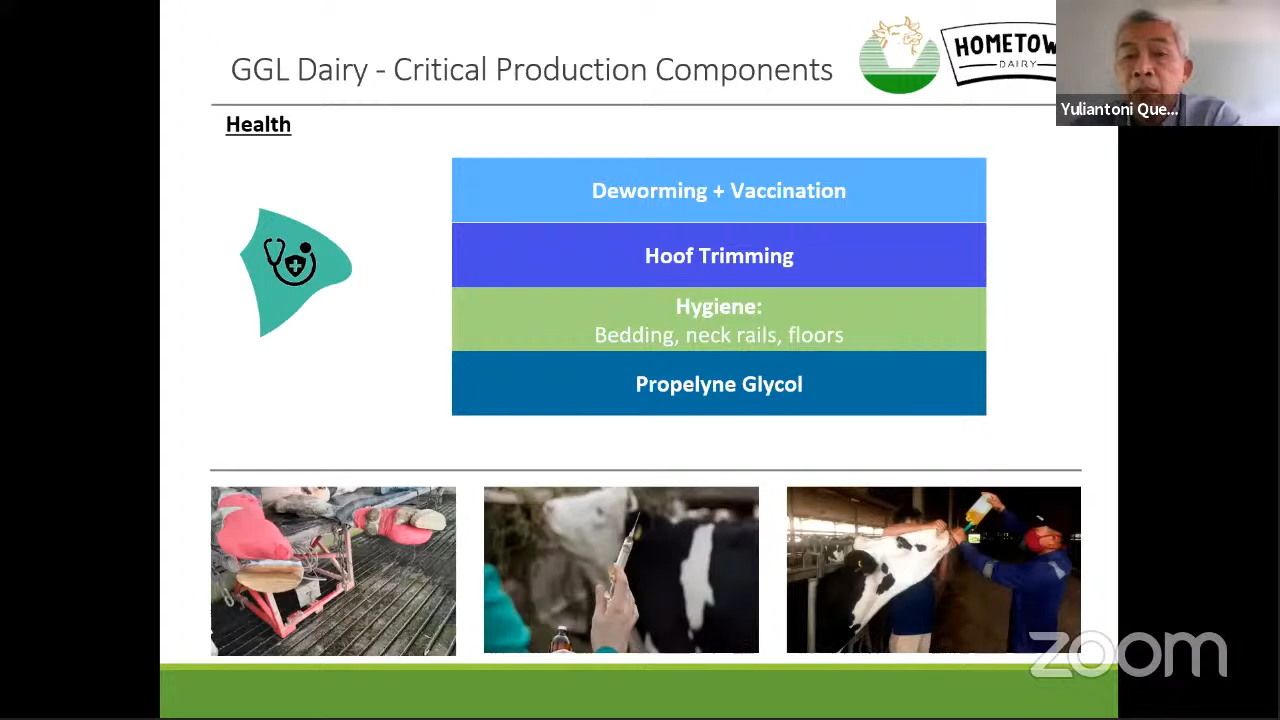 GGL Dairy - Critical Production Components
HOMETOW
DAIRY
Yuliantoni Que...
Health
Deworming + Vaccination
Hoof Trimming
Hygiene:
Bedding, neck rails, floors
Propelyne Glycol
zoom